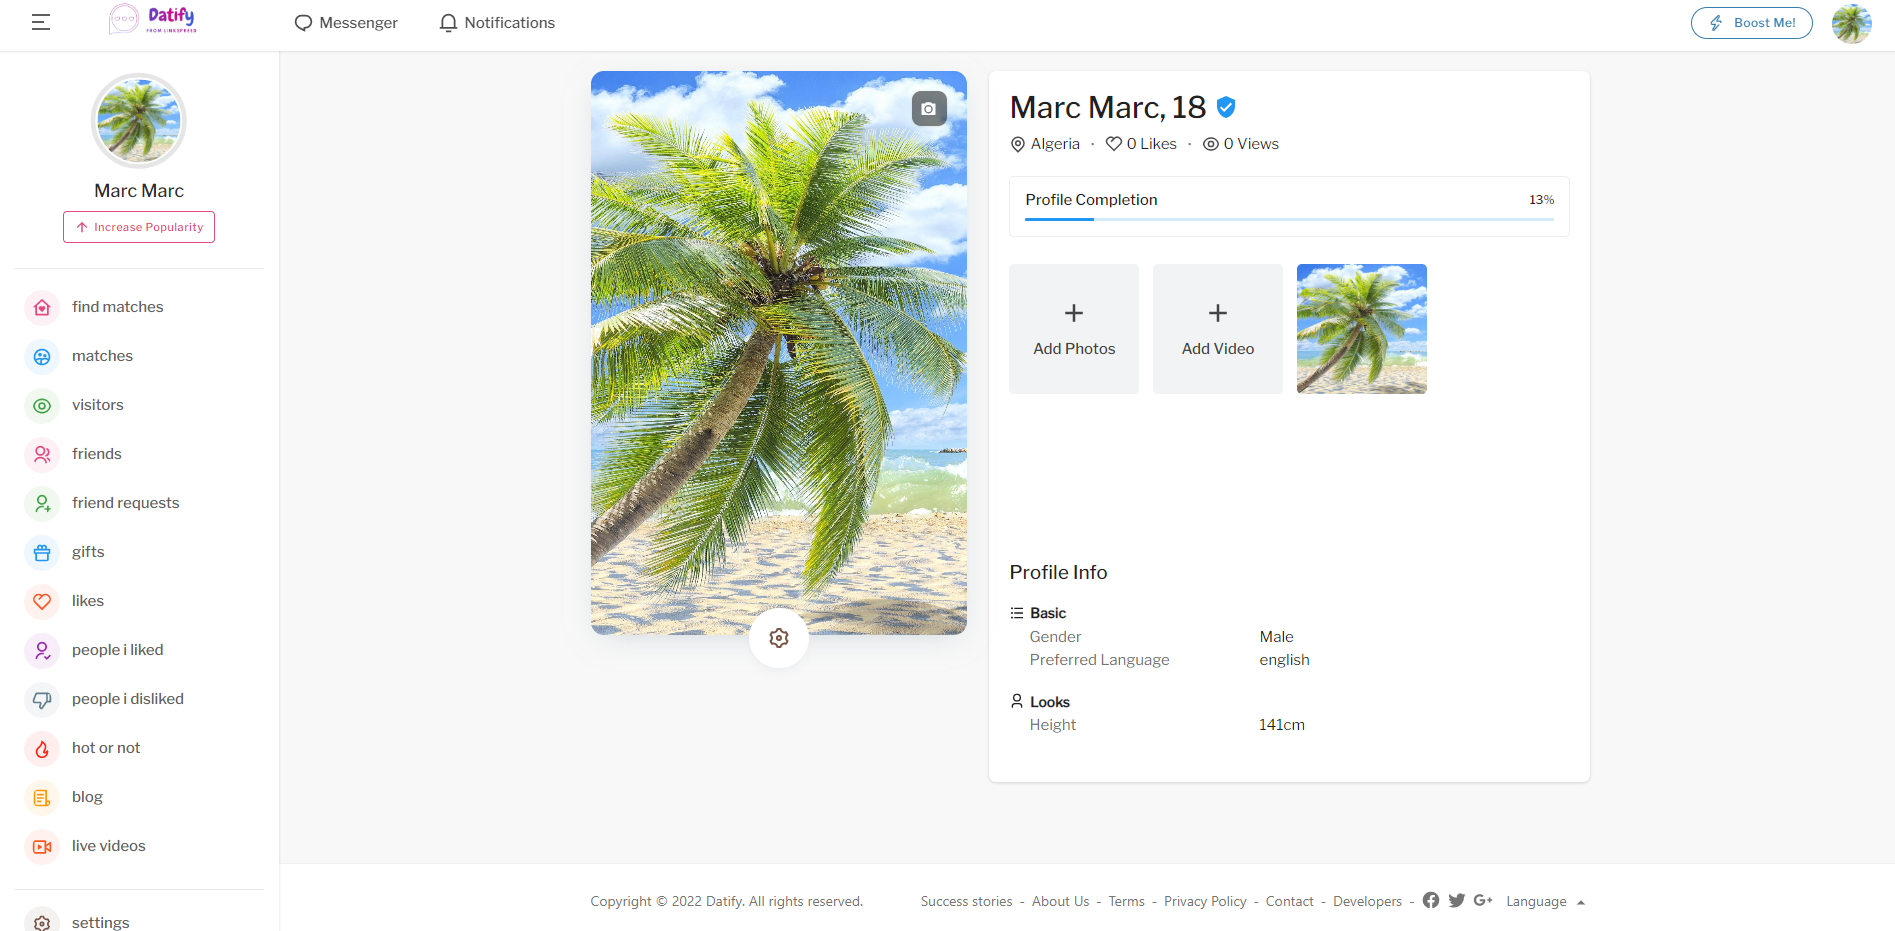 Datify
FROM LINKSPREED
Messenger
Notifications
Boost Me!
Marc Marc
Increase Popularity
find matches
matches
visitors
friends
friend requests
gifts
likes
people i liked
people i disliked
hot or not
blog
live videos
settings
Marc Marc, 18
Algeria · 0 Likes · 0 Views
Profile Completion 13%
Add Photos
Add Video
Profile Info
Basic
Gender Male
Preferred Language english
Looks
Height 141cm
Copyright © 2022 Datify. All rights reserved.
Success stories - About Us - Terms - Privacy Policy - Contact - Developers - G+ Language